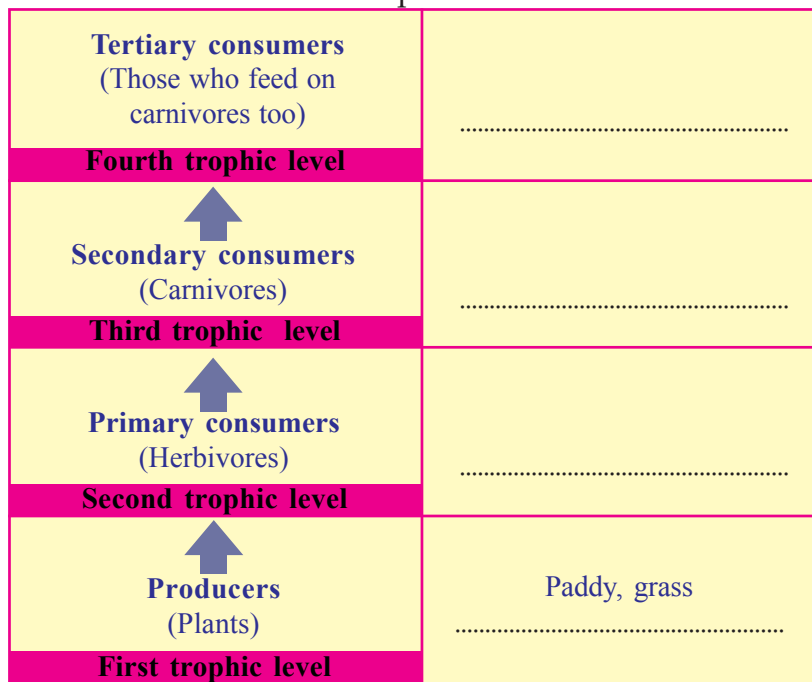 Tertiary consumers
(Those who feed on
carnivores too)
.................................................
Fourth trophic level
Secondary consumers
(Carnivores)
.................................................
Third trophic level
Primary consumers
(Herbivores)
.................................................
Second trophic level
Producers
(Plants)
Paddy, grass
.................................................
First trophic level